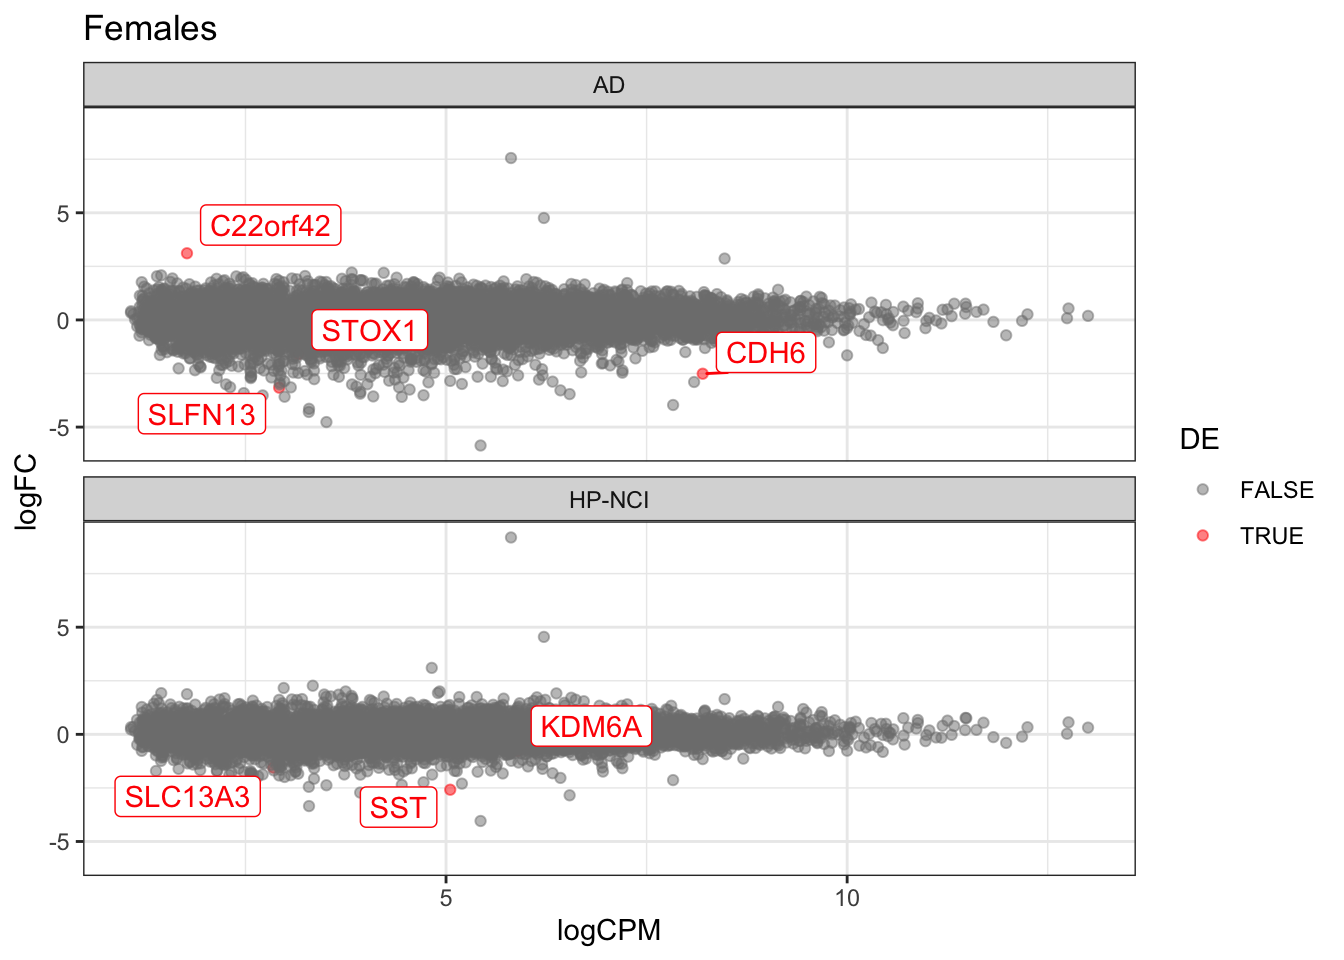 Females
AD
C22orf42
STOX1
CDH6
SLFN13
5
0
-5
HP-NCI
KDM6A
SLC13A3
SST
5
0
-5
5
10
logCPM
logFC
DE
FALSE
TRUE